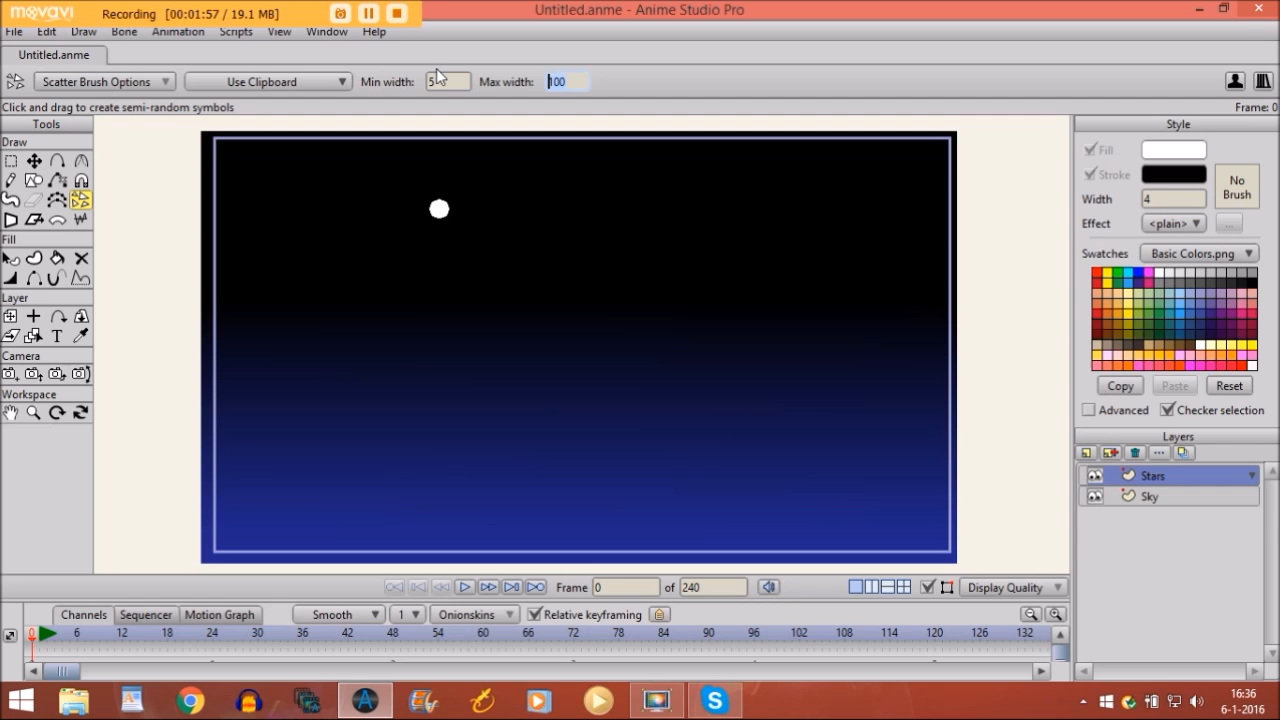 movavi
Recording [00:01:57 / 19.1 MB]
Untitled.anme - Anime Studio Pro
File Edit Draw Bone Animation Scripts View Window Help
Untitled.anme
Scatter Brush Options Use Clipboard Min width: 5 Max width: 100
Click and drag to create semi-random symbols
Frame: 0
Tools
Draw
Fill
Layer
T
Camera
Workspace
Style
Fill
Stroke
Width 4
No Brush
Effect <plain> ...
Swatches Basic Colors.png
Copy Paste Reset
Advanced Checker selection
Layers
Stars
Sky
Frame 0 of 240 Display Quality
Channels Sequencer Motion Graph Smooth 1 Onionskins Relative keyframing
0 6 12 18 24 30 36 42 48 54 60 66 72 78 84 90 96 102 108 114 120 126 132
16:36
6-1-2016